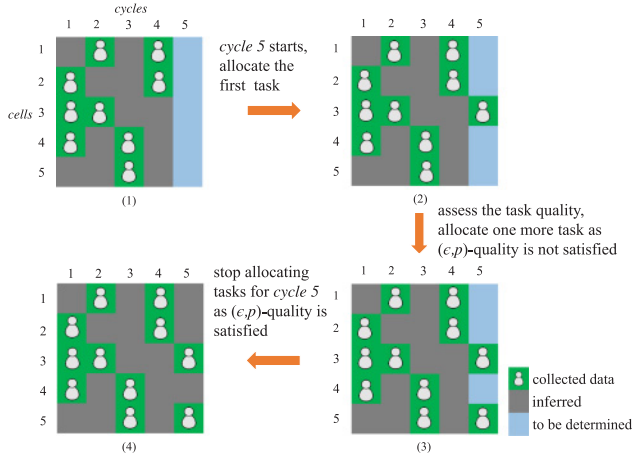 cycles
1 2 3 4 5
1
2
cells 3
4
5
(1)
cycle 5 starts,
allocate the
first task
1 2 3 4 5
1
2
3
4
5
(2)
assess the task quality,
allocate one more task as
(ϵ,p)-quality is not satisfied
1 2 3 4 5
1
2
3
4
5
(3)
stop allocating
tasks for cycle 5
as (ϵ,p)-quality is
satisfied
1 2 3 4 5
1
2
3
4
5
(4)
collected data
inferred
to be determined